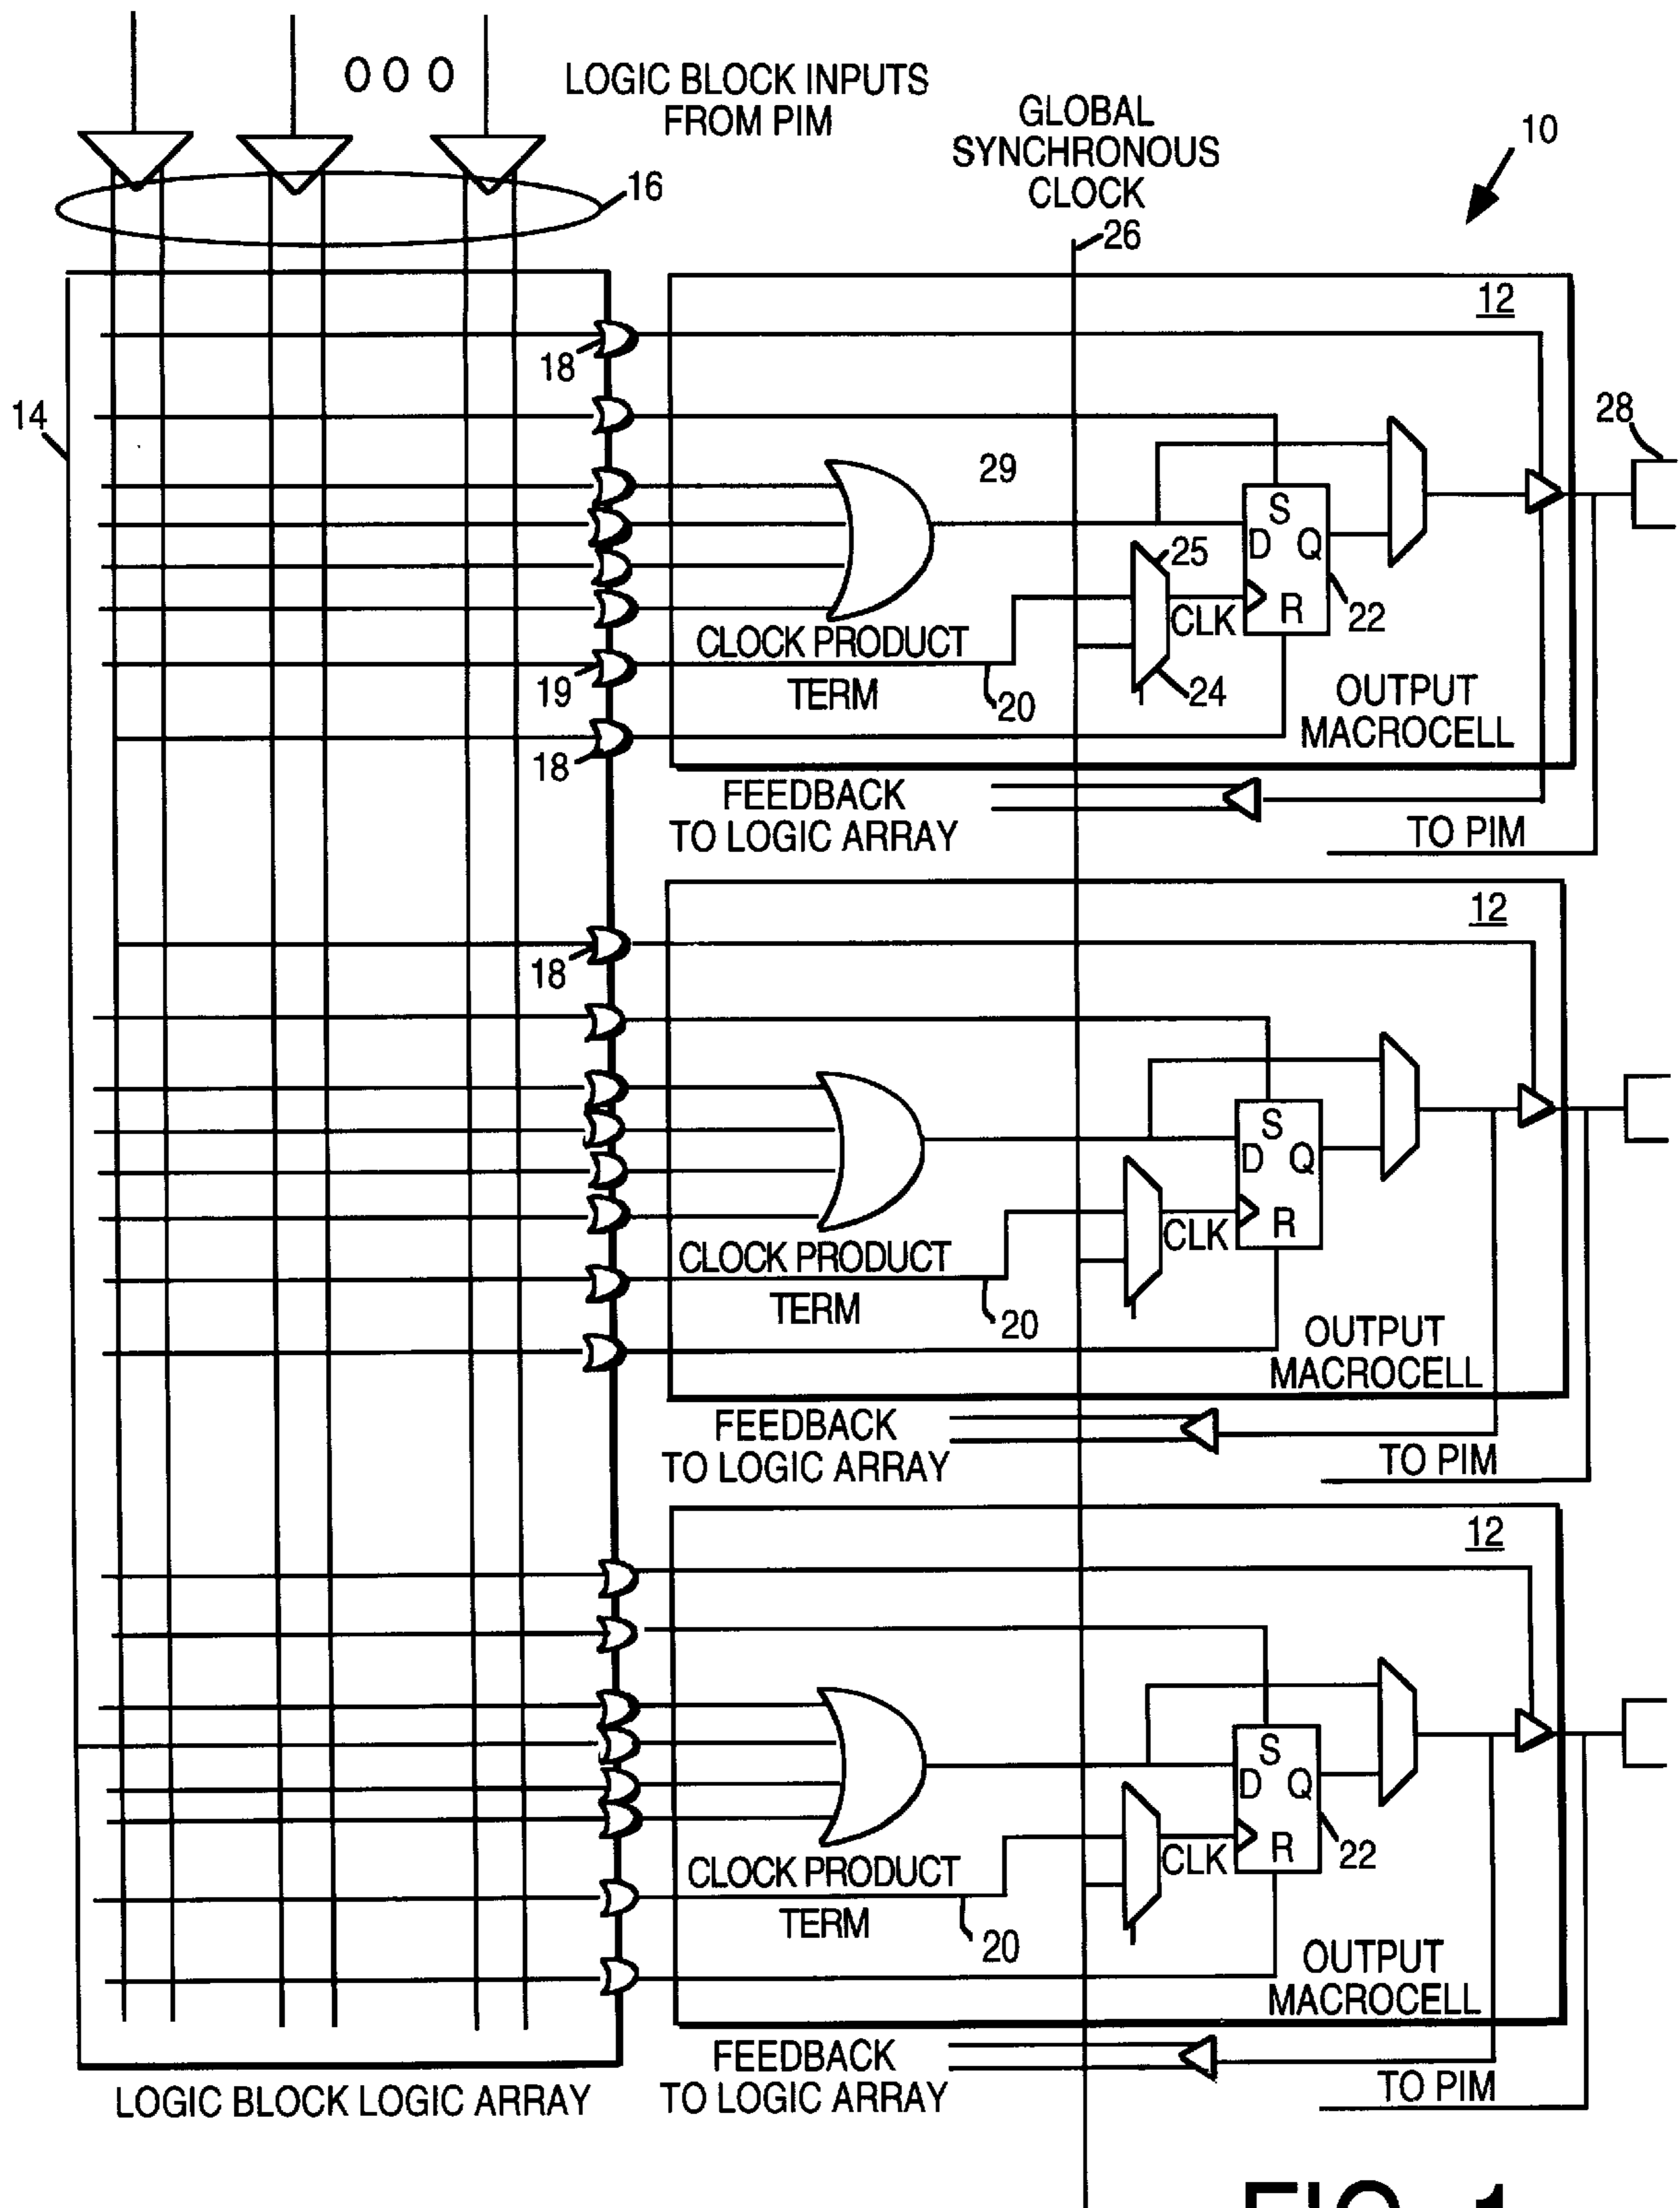 O O O
LOGIC BLOCK INPUTS
FROM PIM
GLOBAL
SYNCHRONOUS
CLOCK
10
16
26
12
18
14
28
29
S
D Q
25
CLK
R
22
CLOCK PRODUCT
19
TERM
20
24
OUTPUT
MACROCELL
18
FEEDBACK
TO LOGIC ARRAY
TO PIM
12
18
S
D Q
CLK
R
CLOCK PRODUCT
TERM
20
OUTPUT
MACROCELL
FEEDBACK
TO LOGIC ARRAY
TO PIM
12
S
D Q
CLK
R
22
CLOCK PRODUCT
TERM
20
OUTPUT
MACROCELL
FEEDBACK
TO LOGIC ARRAY
TO PIM
LOGIC BLOCK LOGIC ARRAY
FIG. 1